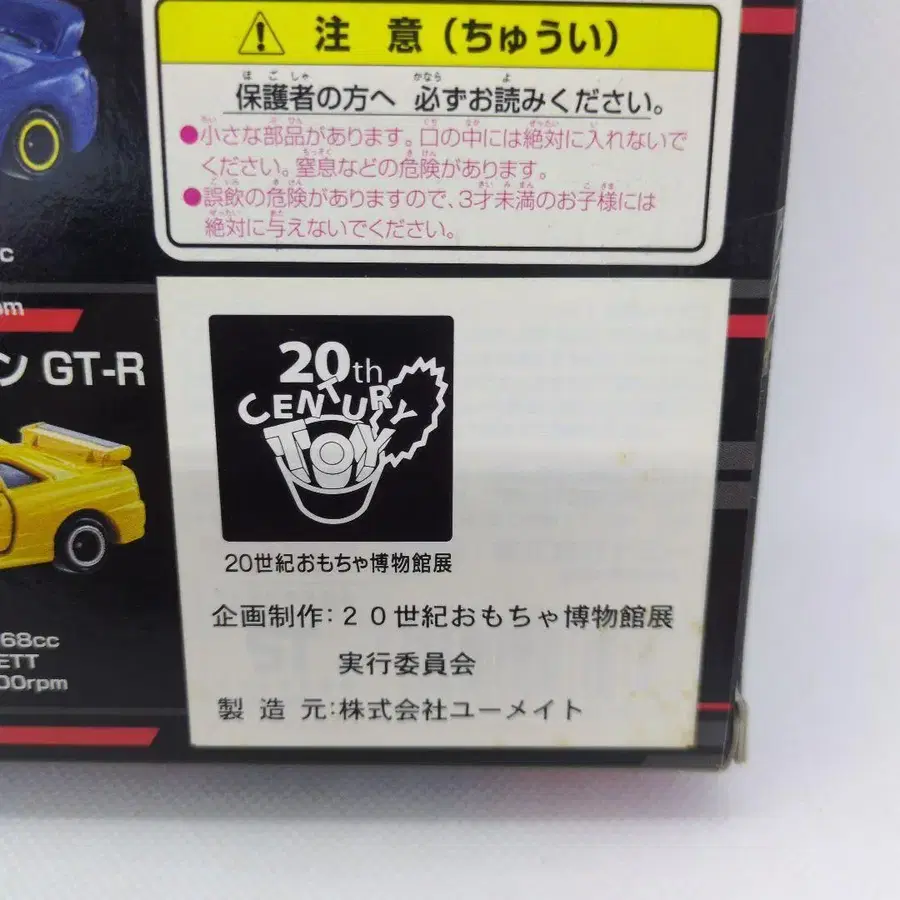 注 意（ちゅうい）
保護者の方へ 必ずお読みください。
●小さな部品があります。口の中には絶対に入れないで
ください。窒息などの危険があります。
●誤飲の危険がありますので、3才未満のお子様には
絶対に与えないでください。
c
pm
ン GT-R
68cc
ETT
00rpm
20th
CENTURY
TOY
20世紀おもちゃ博物館展
企画制作：２０世紀おもちゃ博物館展
実行委員会
製 造 元：株式会社ユーメイト